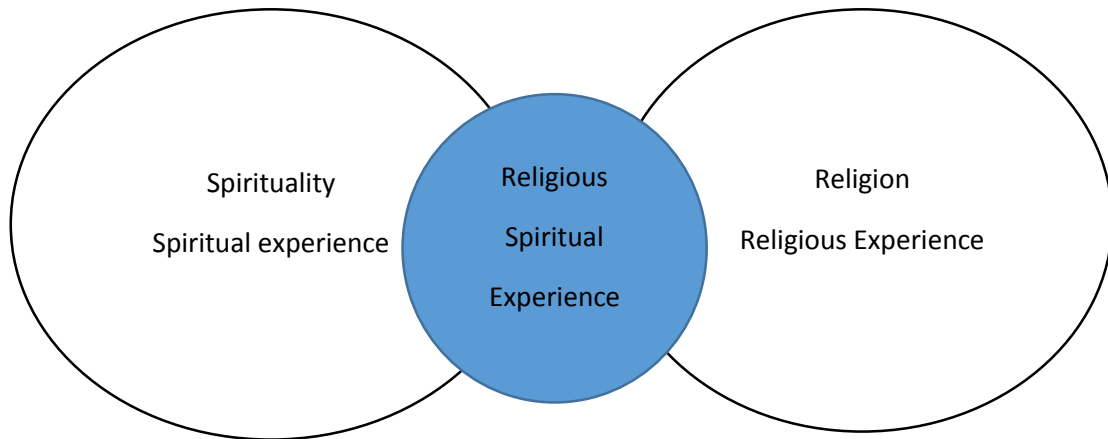 Spirituality
Spiritual experience
Religious
Spiritual
Experience
Religion
Religious Experience